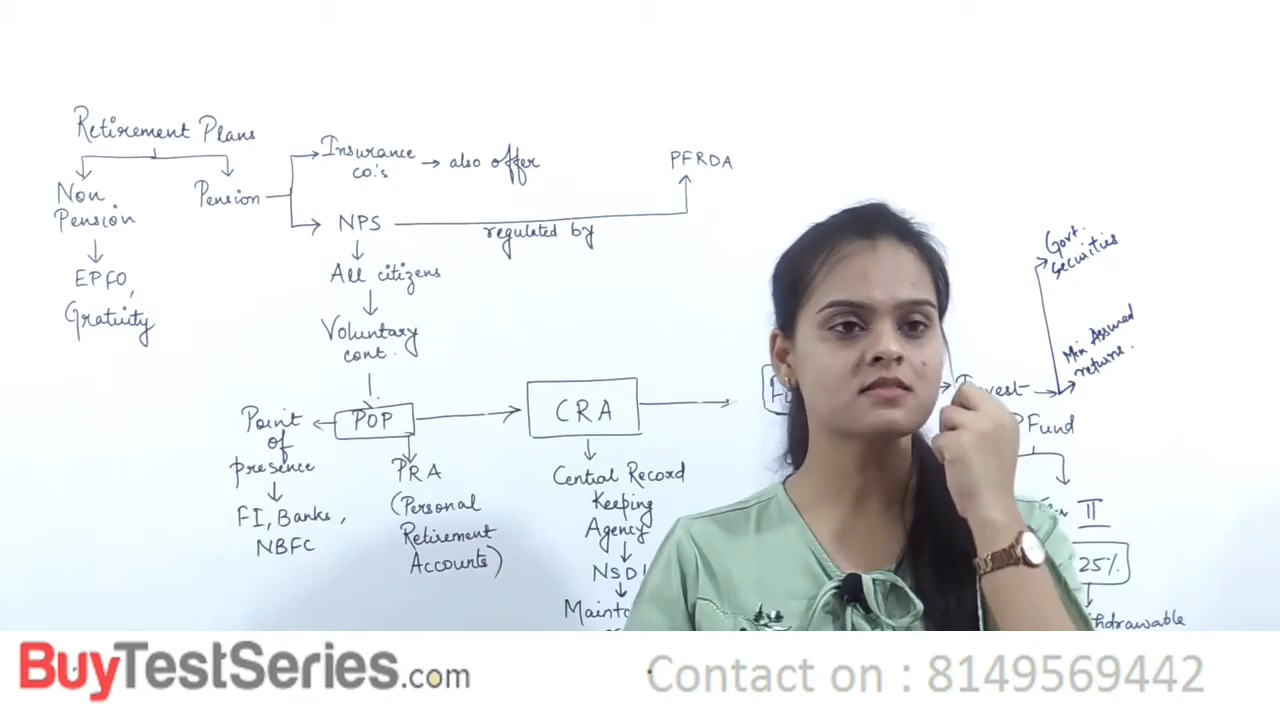 Retirement Plans
Non
Pension
EPFO,
Gratuity
Pension
Insurance
co's
also offer
NPS
regulated by
PFRDA
All citizens
Voluntary
cont.
POP
Point
of
presence
FI, Banks,
NBFC
PRA
(Personal
Retirement
Accounts)
CRA
Central Record
Keeping
Agency
Govt.
securities
Min Assured
returns.
Fund
II
25%
BuyTestSeries.com
Contact on : 8149569442